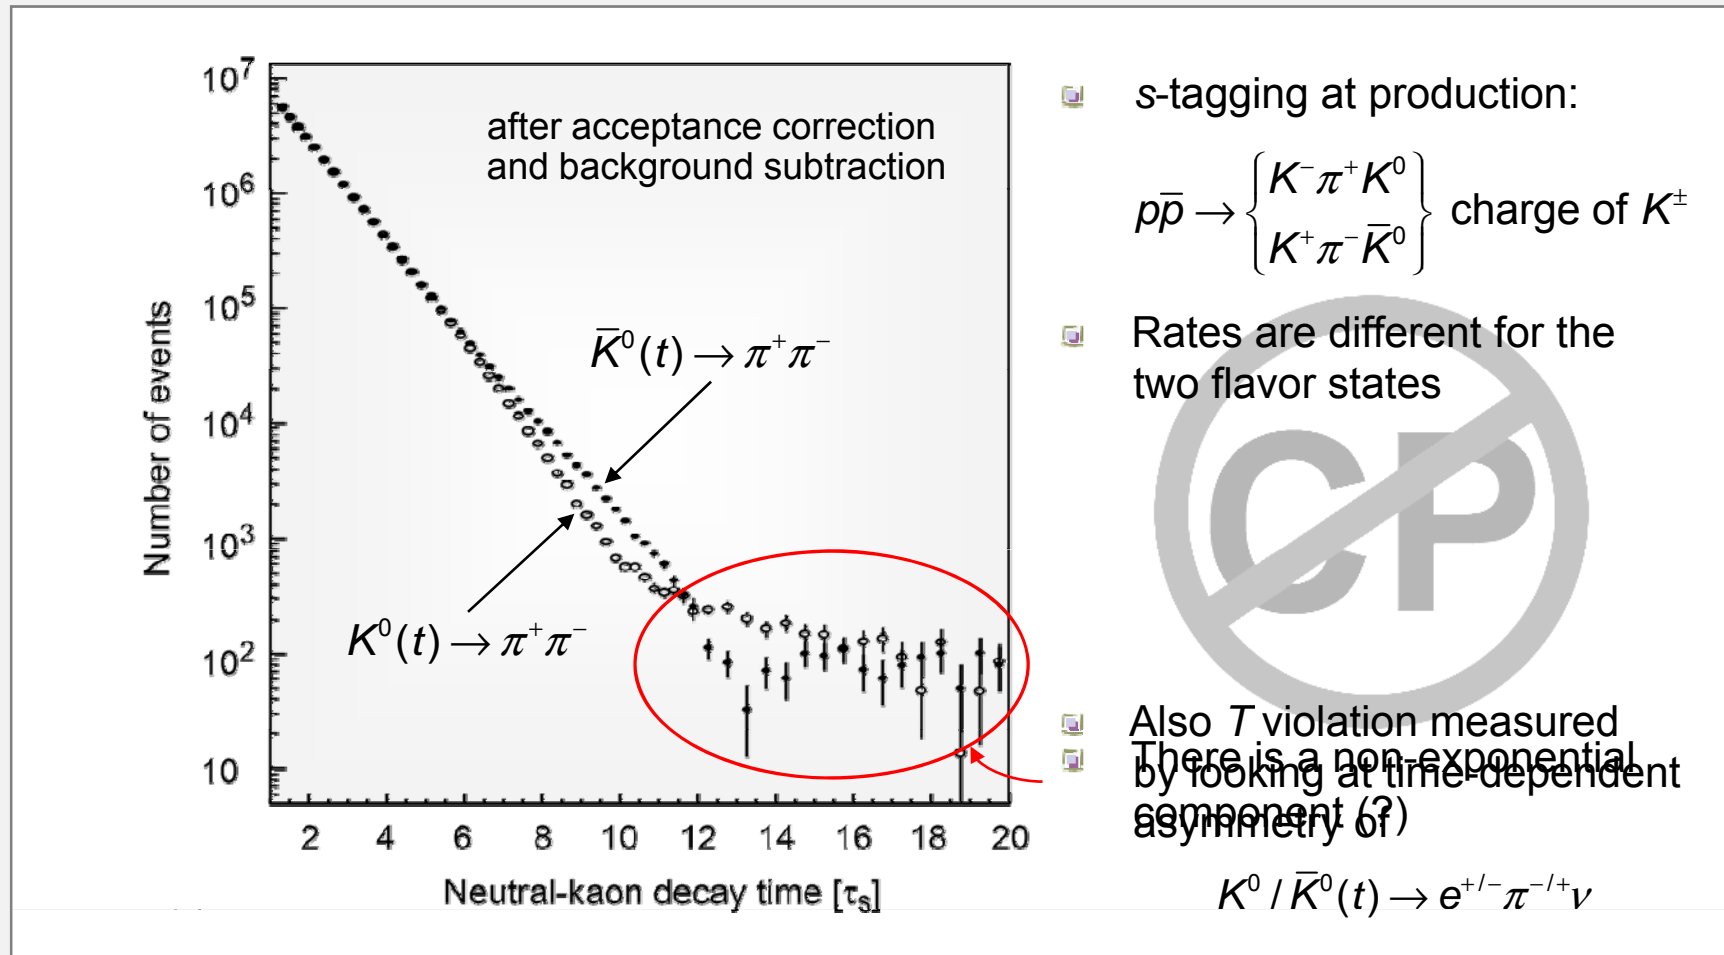 10⁷
10⁶
10⁵
10⁴
10³
10²
10
Number of events
after acceptance correction
and background subtraction
K̅⁰(t) → π⁺π⁻
K⁰(t) → π⁺π⁻
2 4 6 8 10 12 14 16 18 20
Neutral-kaon decay time [τs]
s-tagging at production:
pp̅ → { K⁻π⁺K⁰
K⁺π⁻K̅⁰ } charge of K±
Rates are different for the
two flavor states
CP
Also T violation measured
by looking at time-dependent
asymmetry of
There is a non-exponential
component (?)
K⁰ / K̅⁰(t) → e⁺ᐟ⁻ π⁻ᐟ⁺ν